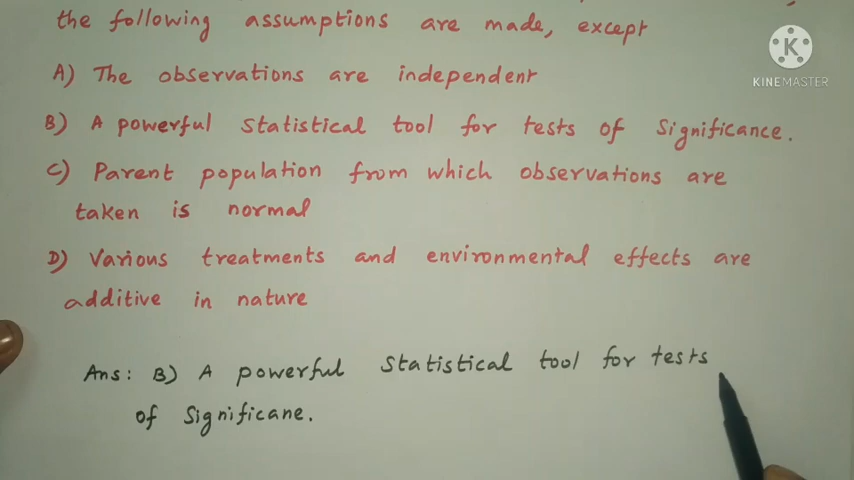 the following assumptions are made, except
K
KINEMASTER
A) The observations are independent
B) A powerful statistical tool for tests of significance.
C) Parent population from which observations are
taken is normal
D) Various treatments and environmental effects are
additive in nature
Ans: B) A powerful statistical tool for tests
of significane.